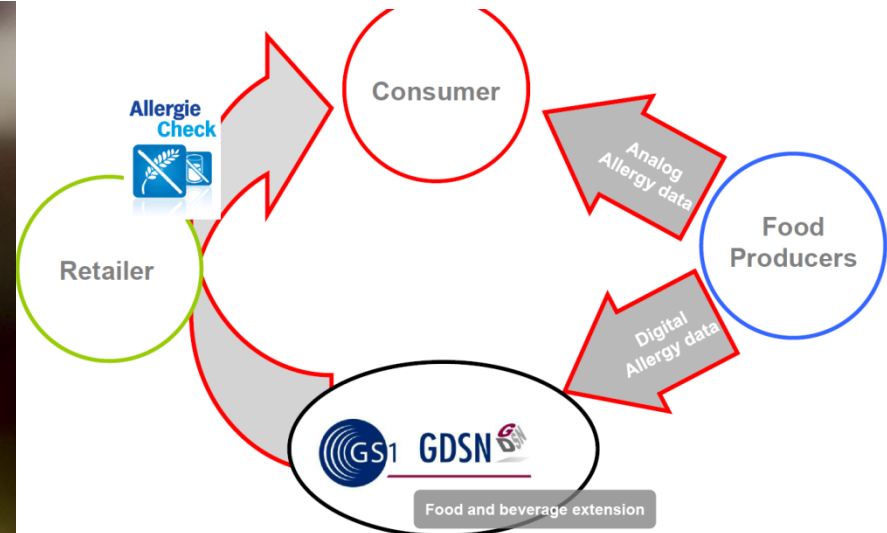 Consumer
Allergie
Check
Analog
Allergy data
Food
Producers
Retailer
Digital
Allergy data
GS1 GDSN GDSN
Food and beverage extension